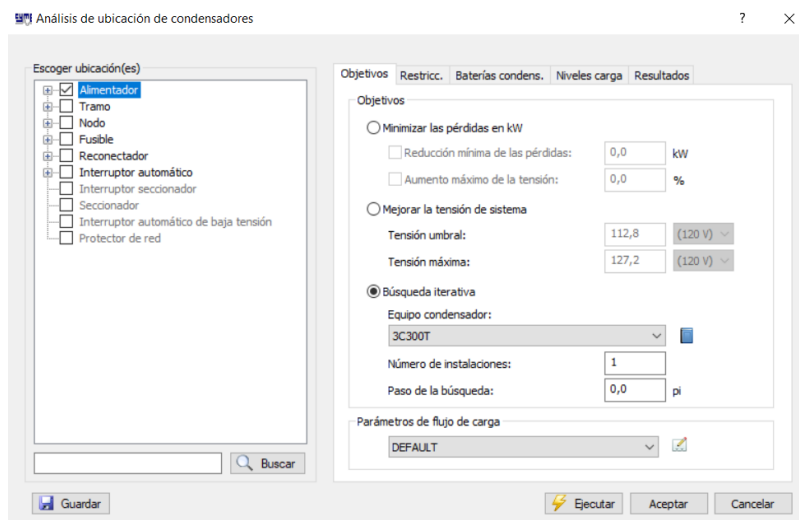 Análisis de ubicación de condensadores
Escoger ubicación(es)
Alimentador
Tramo
Nodo
Fusible
Reconectador
Interruptor automático
Interruptor seccionador
Seccionador
Interruptor automático de baja tensión
Protector de red
Buscar
Objetivos Restricc. Baterías condens. Niveles carga Resultados
Objetivos
Minimizar las pérdidas en kW
Reducción mínima de las pérdidas: 0,0 kW
Aumento máximo de la tensión: 0,0 %
Mejorar la tensión de sistema
Tensión umbral: 112,8 (120 V)
Tensión máxima: 127,2 (120 V)
Búsqueda iterativa
Equipo condensador:
3C300T
Número de instalaciones: 1
Paso de la búsqueda: 0,0 pi
Parámetros de flujo de carga
DEFAULT
Guardar Ejecutar Aceptar Cancelar